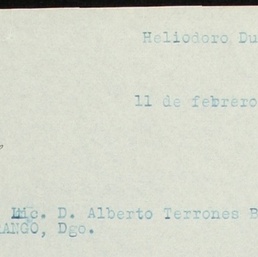 Heliodoro Du
11 de febrero
Lic. D. Alberto Terrones B
RANGO, Dgo.